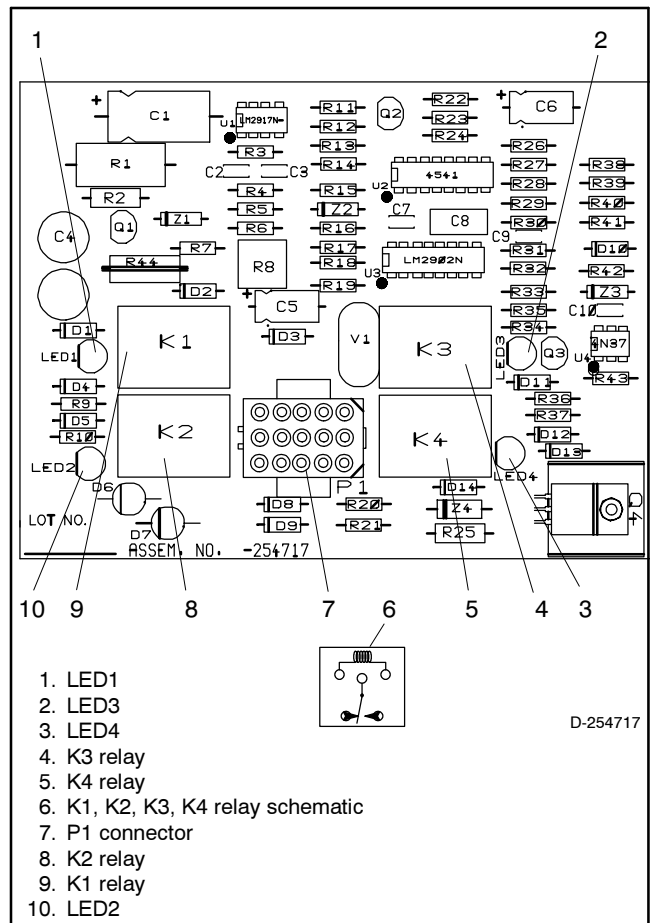 1 2
+ C1 U1 LM2917N R11 R12 Q2 R22 R23 R24 + C6
R1 R3 R13 R14 R26 R27
C2 C3 4541 R28 R38
R2 R4 R15 U2 R29 R39
Q1 Z1 R5 Z2 C7 C8 R30 R40
C4 R6 R16 C9 R41
R7 R17 R31 D10
R44 R8 R18 LM2902N R32 R42
D2 R19 U3 R33 Z3
+ C5 R35 C10
D1 K1 D3 V1 K3 R34
LED1 LED3 Q3 4N37 U4
D4 D11 R43
R9 R36
D5 K2 K4 R37
R10 D12
LED2 D13
D6 P1 LED4
D14
LOT NO. D7 D8 R20 Z4 Q4
D9 R21 R25
ASSEM. NO. -254717
10 9 8 7 6 5 4 3
1. LED1
2. LED3
3. LED4
4. K3 relay
5. K4 relay
6. K1, K2, K3, K4 relay schematic
7. P1 connector
8. K2 relay
9. K1 relay
10. LED2
D-254717